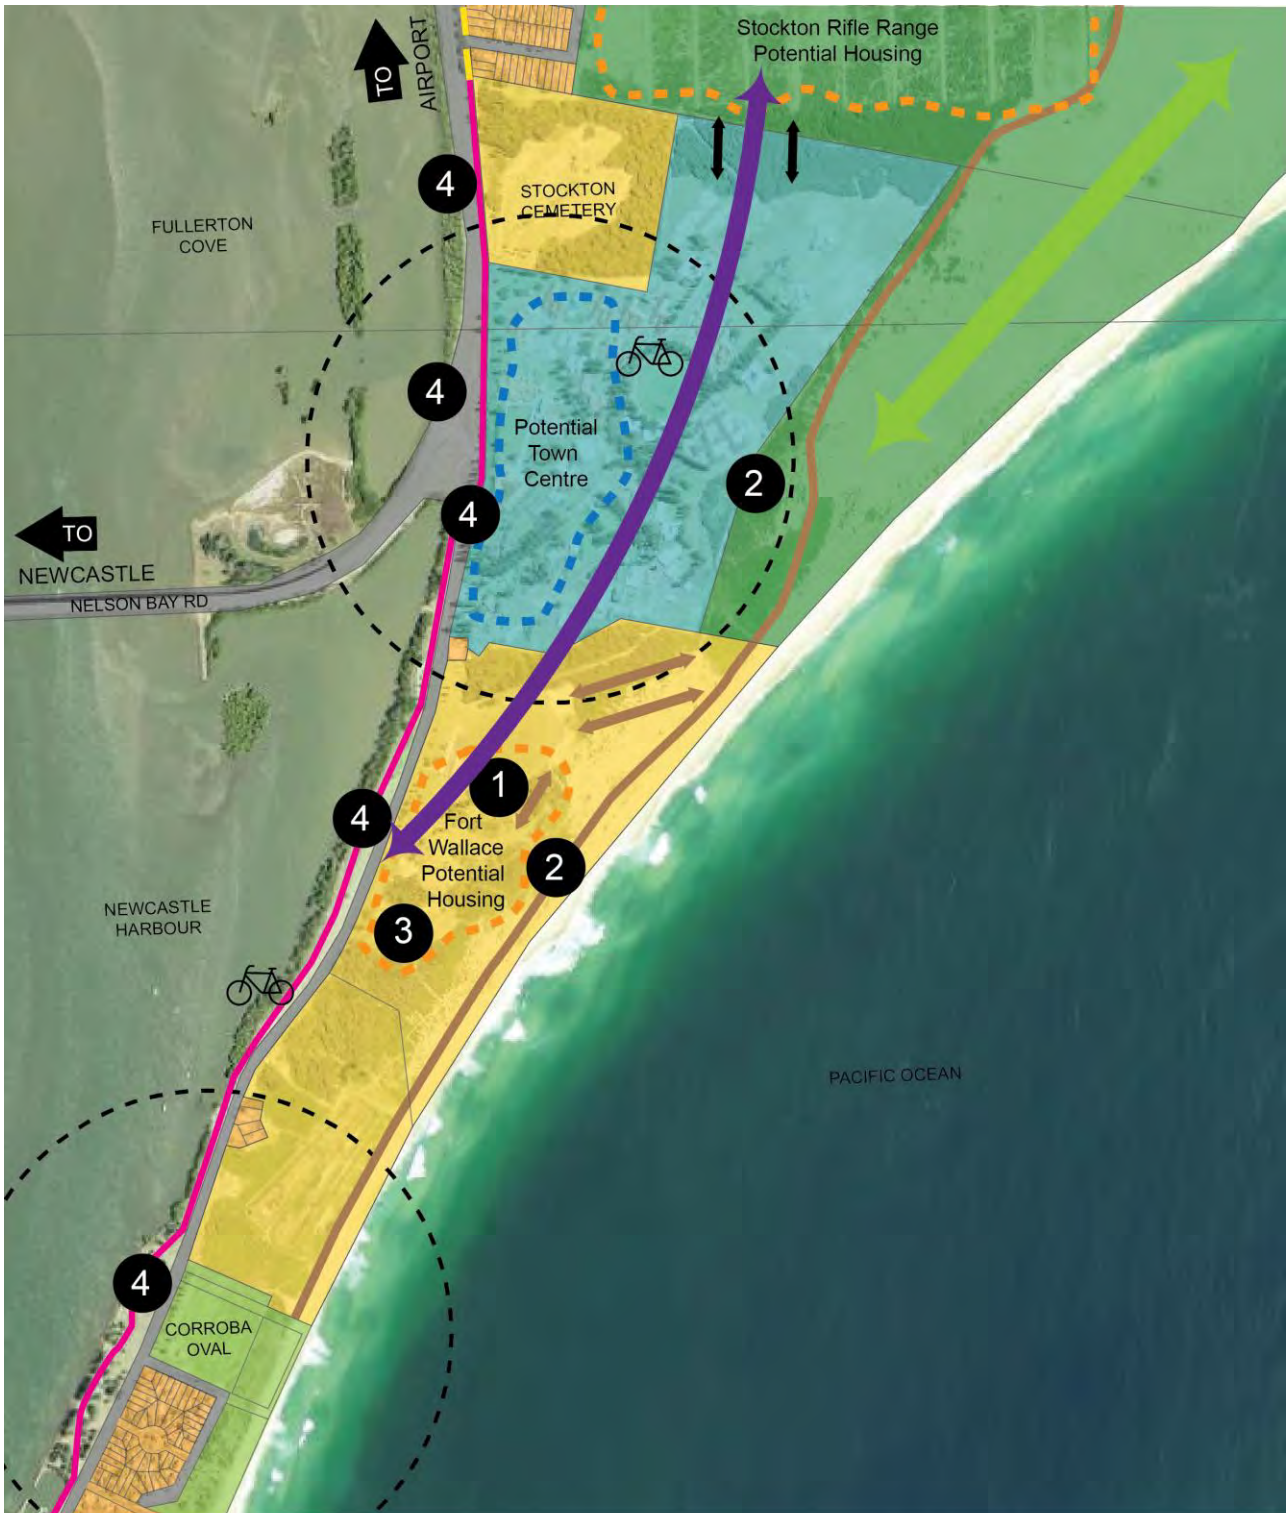 Stockton Rifle Range
Potential Housing
TO
AIRPORT
4
STOCKTON
CEMETERY
FULLERTON
COVE
4
Potential
Town
Centre
2
4
TO
NEWCASTLE
NELSON BAY RD
1
4
Fort
Wallace
Potential
Housing
2
3
NEWCASTLE
HARBOUR
PACIFIC OCEAN
4
CORROBA
OVAL